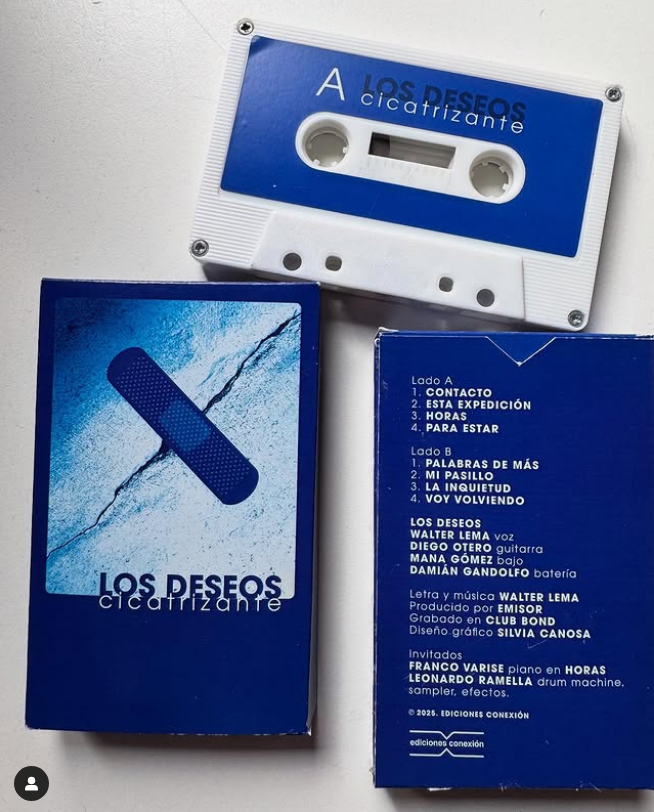 A LOS DESEOS
cicatrizante
LOS DESEOS
cicatrizante
Lado A
1. CONTACTO
2. ESTA EXPEDICIÓN
3. HORAS
4. PARA ESTAR
Lado B
1. PALABRAS DE MÁS
2. MI PASILLO
3. LA INQUIETUD
4. VOY VOLVIENDO
LOS DESEOS
WALTER LEMA voz
DIEGO OTERO guitarra
MANA GÓMEZ bajo
DAMIÁN GANDOLFO batería
Letra y música WALTER LEMA
Producido por EMISOR
Grabado en CLUB BOND
Diseño gráfico SILVIA CANOSA
Invitados
FRANCO VARISE piano en HORAS
LEONARDO RAMELLA drum machine,
sampler, efectos.
© 2025. EDICIONES CONEXIÓN
ediciones conexión